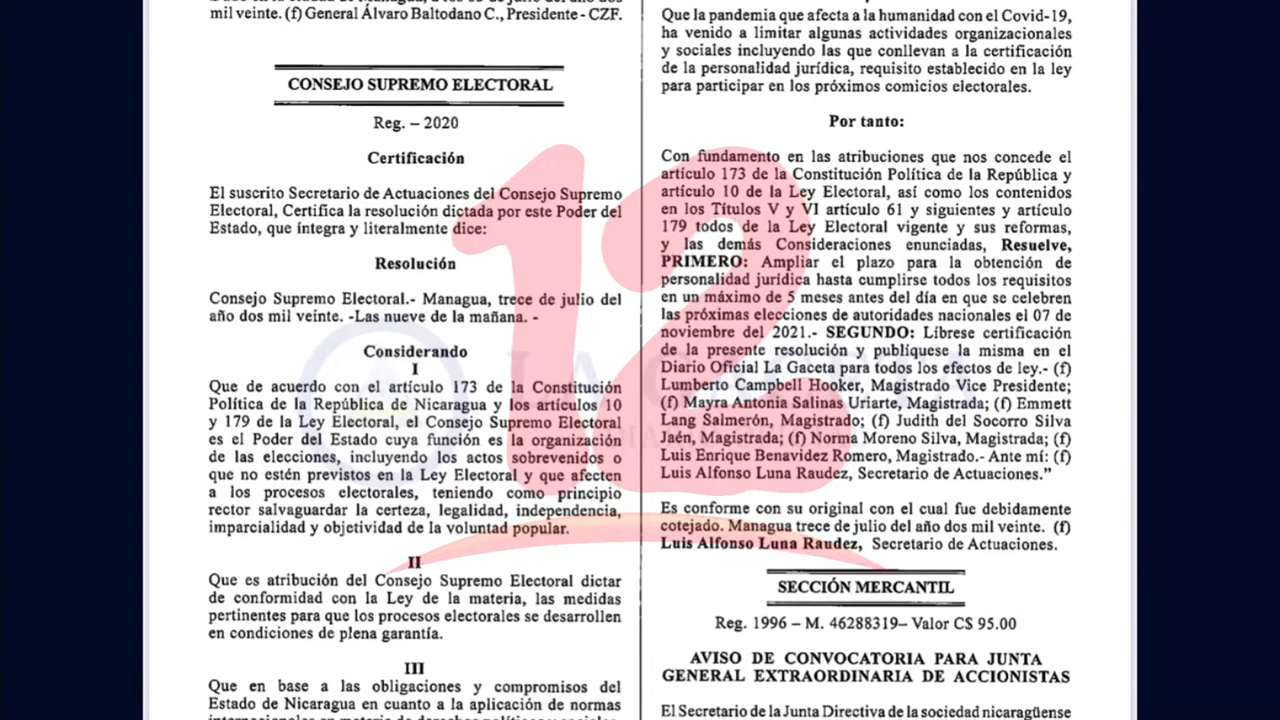 mil veinte. (f) General Álvaro Baltodano C., Presidente - CZF.
CONSEJO SUPREMO ELECTORAL
Reg. – 2020
Certificación
El suscrito Secretario de Actuaciones del Consejo Supremo
Electoral, Certifica la resolución dictada por este Poder del
Estado, que íntegra y literalmente dice:
Resolución
Consejo Supremo Electoral.- Managua, trece de julio del
año dos mil veinte. -Las nueve de la mañana. -
Considerando
I
Que de acuerdo con el artículo 173 de la Constitución
Política de la República de Nicaragua y los artículos 10
y 179 de la Ley Electoral, el Consejo Supremo Electoral
es el Poder del Estado cuya función es la organización
de las elecciones, incluyendo los actos sobrevenidos o
que no estén previstos en la Ley Electoral y que afecten
a los procesos electorales, teniendo como principio
rector salvaguardar la certeza, legalidad, independencia,
imparcialidad y objetividad de la voluntad popular.
II
Que es atribución del Consejo Supremo Electoral dictar
de conformidad con la Ley de la materia, las medidas
pertinentes para que los procesos electorales se desarrollen
en condiciones de plena garantía.
III
Que en base a las obligaciones y compromisos del
Estado de Nicaragua en cuanto a la aplicación de normas
Que la pandemia que afecta a la humanidad con el Covid-19,
ha venido a limitar algunas actividades organizacionales
y sociales incluyendo las que conllevan a la certificación
de la personalidad jurídica, requisito establecido en la ley
para participar en los próximos comicios electorales.
Por tanto:
Con fundamento en las atribuciones que nos concede el
artículo 173 de la Constitución Política de la República y
artículo 10 de la Ley Electoral, así como los contenidos
en los Títulos V y VI artículo 61 y siguientes y artículo
179 todos de la Ley Electoral vigente y sus reformas,
y las demás Consideraciones enunciadas, Resuelve,
PRIMERO: Ampliar el plazo para la obtención de
personalidad jurídica hasta cumplirse todos los requisitos
en un máximo de 5 meses antes del día en que se celebren
las próximas elecciones de autoridades nacionales el 07 de
noviembre del 2021.- SEGUNDO: Líbrese certificación
de la presente resolución y publíquese la misma en el
Diario Oficial La Gaceta para todos los efectos de ley.- (f)
Lumberto Campbell Hooker, Magistrado Vice Presidente;
(f) Mayra Antonia Salinas Uriarte, Magistrada; (f) Emmett
Lang Salmerón, Magistrado; (f) Judith del Socorro Silva
Jaén, Magistrada; (f) Norma Moreno Silva, Magistrada; (f)
Luis Enrique Benavidez Romero, Magistrado.- Ante mí: (f)
Luis Alfonso Luna Raudez, Secretario de Actuaciones.”
Es conforme con su original con el cual fue debidamente
cotejado. Managua trece de julio del año dos mil veinte. (f)
Luis Alfonso Luna Raudez, Secretario de Actuaciones.
SECCIÓN MERCANTIL
Reg. 1996 – M. 46288319– Valor C$ 95.00
AVISO DE CONVOCATORIA PARA JUNTA
GENERAL EXTRAORDINARIA DE ACCIONISTAS
El Secretario de la Junta Directiva de la sociedad nicaragüense
12